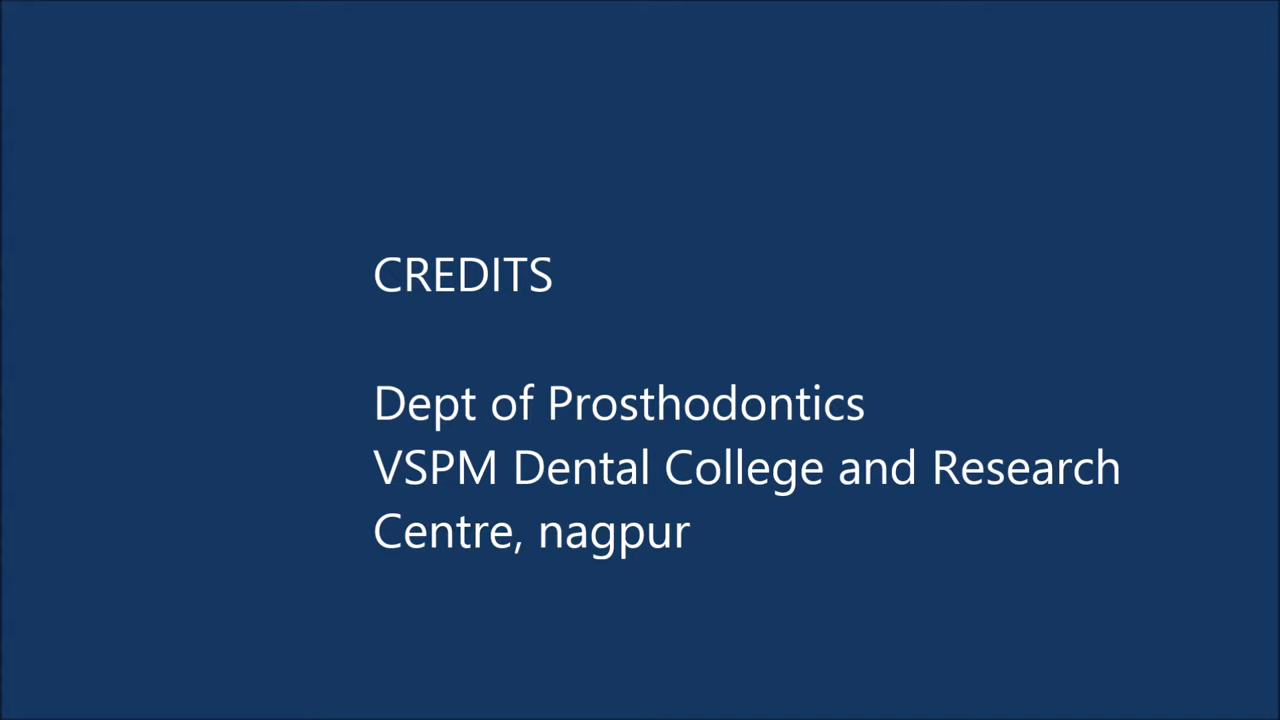 CREDITS
Dept of Prosthodontics
VSPM Dental College and Research
Centre, nagpur